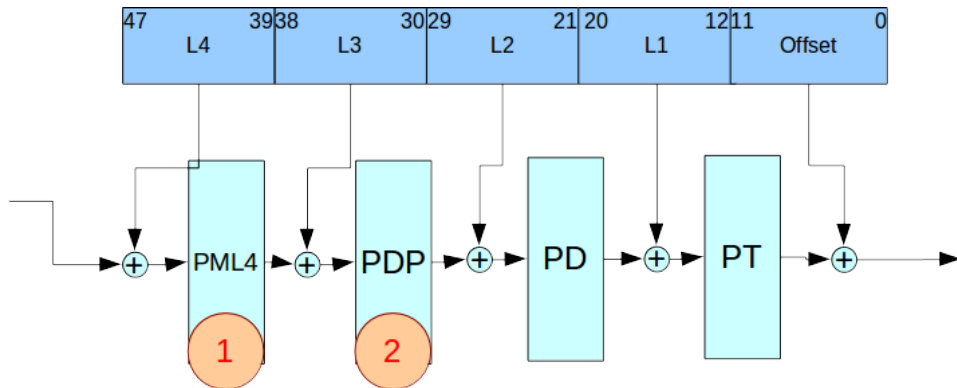 47 39 38 30 29 21 20 12 11 0
L4 L3 L2 L1 Offset
+ PML4 + PDP + PD + PT +
1 2